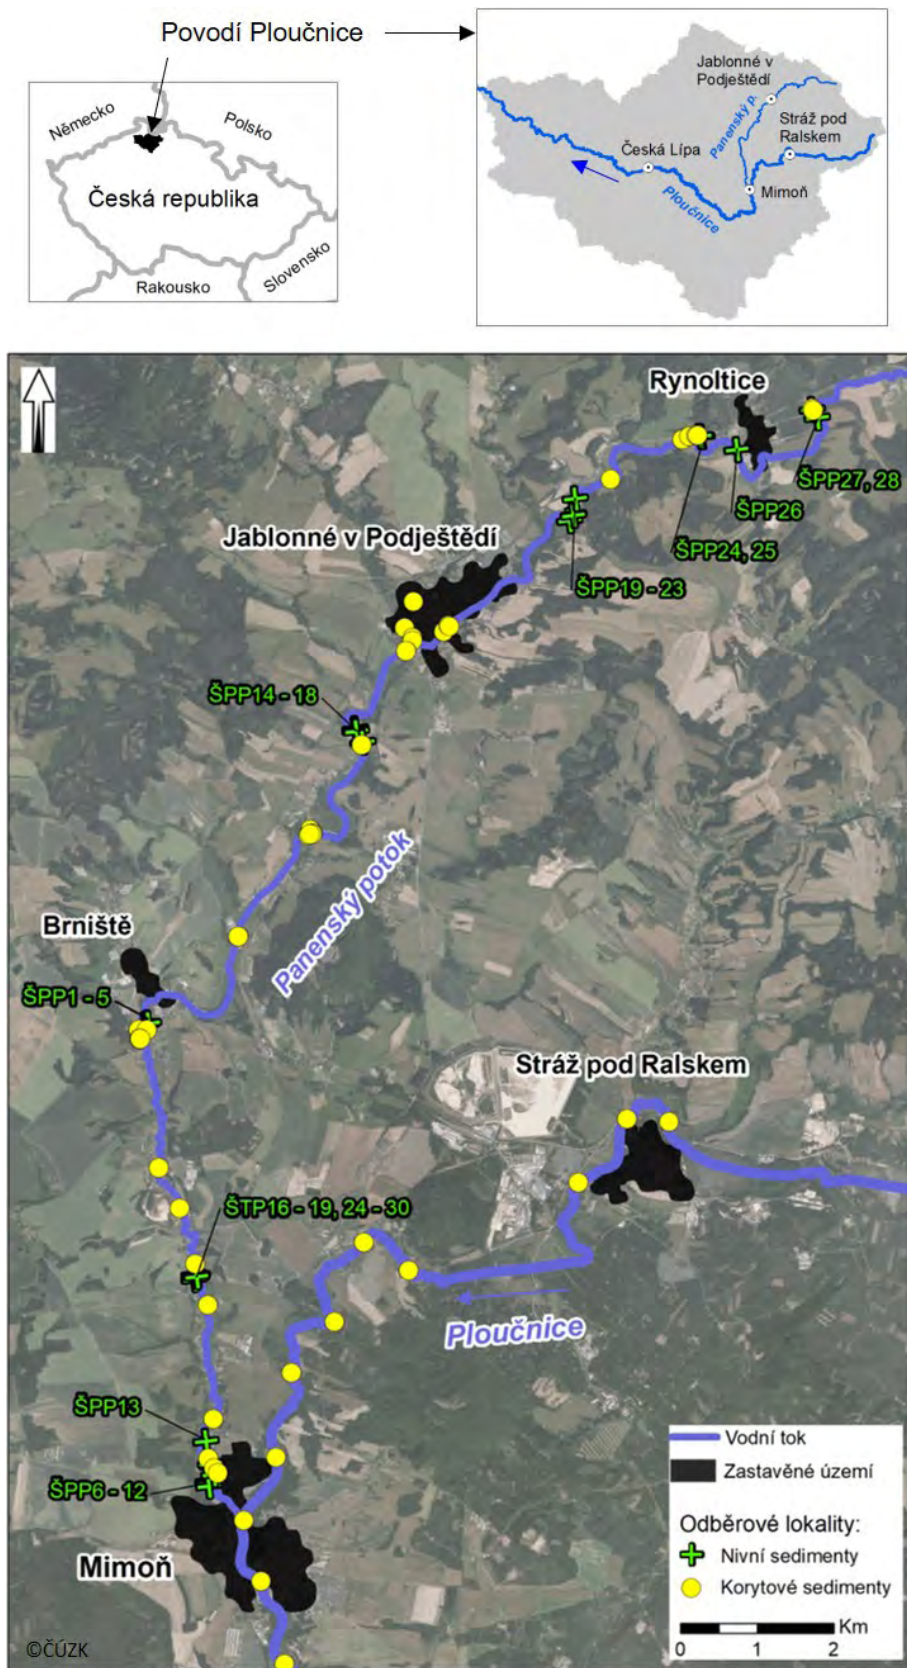 Povodí Ploučnice
Německo
Polsko
Česká republika
Rakousko
Slovensko
Jablonné v
Podještědí
Panenský p.
Stráž pod
Ralskem
Česká Lípa
Mimoň
Ploučnice
Rynoltice
ŠPP27, 28
ŠPP26
ŠPP24, 25
Jablonné v Podještědí
ŠPP19 - 23
ŠPP14 - 18
Panenský potok
Brniště
ŠPP1 - 5
Stráž pod Ralskem
ŠTP16 - 19, 24 - 30
Ploučnice
ŠPP13
ŠPP6 - 12
Mimoň
Vodní tok
Zastavěné území
Odběrové lokality:
Nivní sedimenty
Korytové sedimenty
Km
0 1 2
©ČÚZK